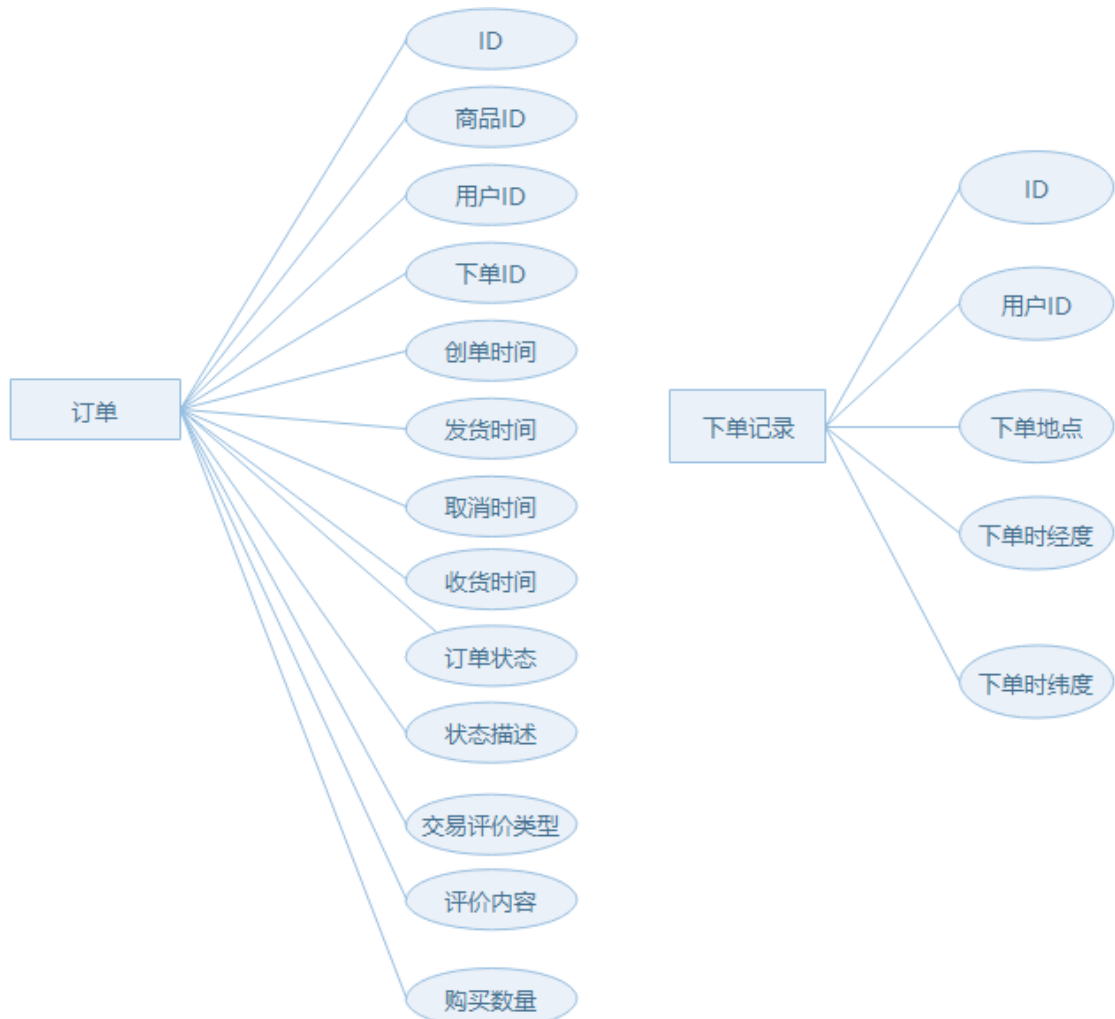 订单
ID
商品ID
用户ID
下单ID
创单时间
发货时间
取消时间
收货时间
订单状态
状态描述
交易评价类型
评价内容
购买数量
下单记录
ID
用户ID
下单地点
下单时经度
下单时纬度